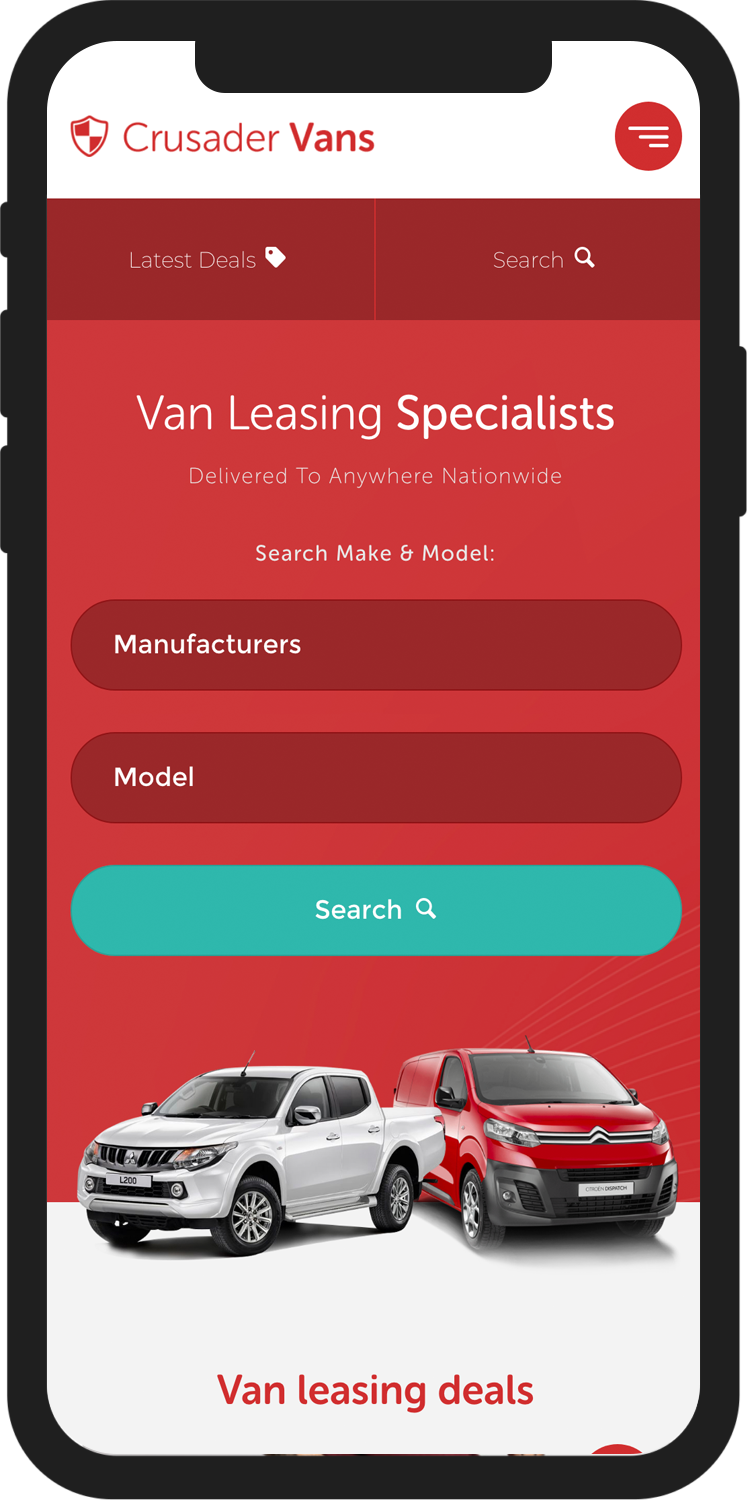 Crusader Vans
Latest Deals
Search
Van Leasing Specialists
Delivered To Anywhere Nationwide
Search Make & Model:
Manufacturers
Model
Search
L200
CITROËN DISPATCH
Van leasing deals